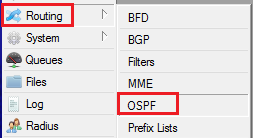 Routing
System
Queues
Files
Log
Radius
BFD
BGP
Filters
MME
OSPF
Prefix Lists